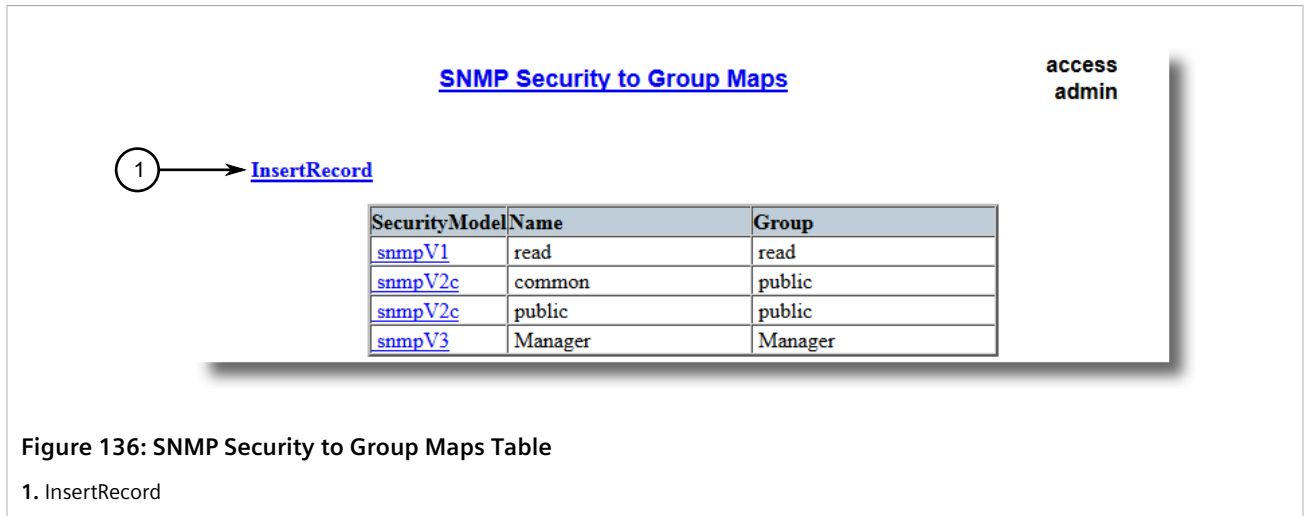 SNMP Security to Group Maps
access
admin
1
InsertRecord
SecurityModel Name Group
snmpV1 read read
snmpV2c common public
snmpV2c public public
snmpV3 Manager Manager
Figure 136: SNMP Security to Group Maps Table
1. InsertRecord